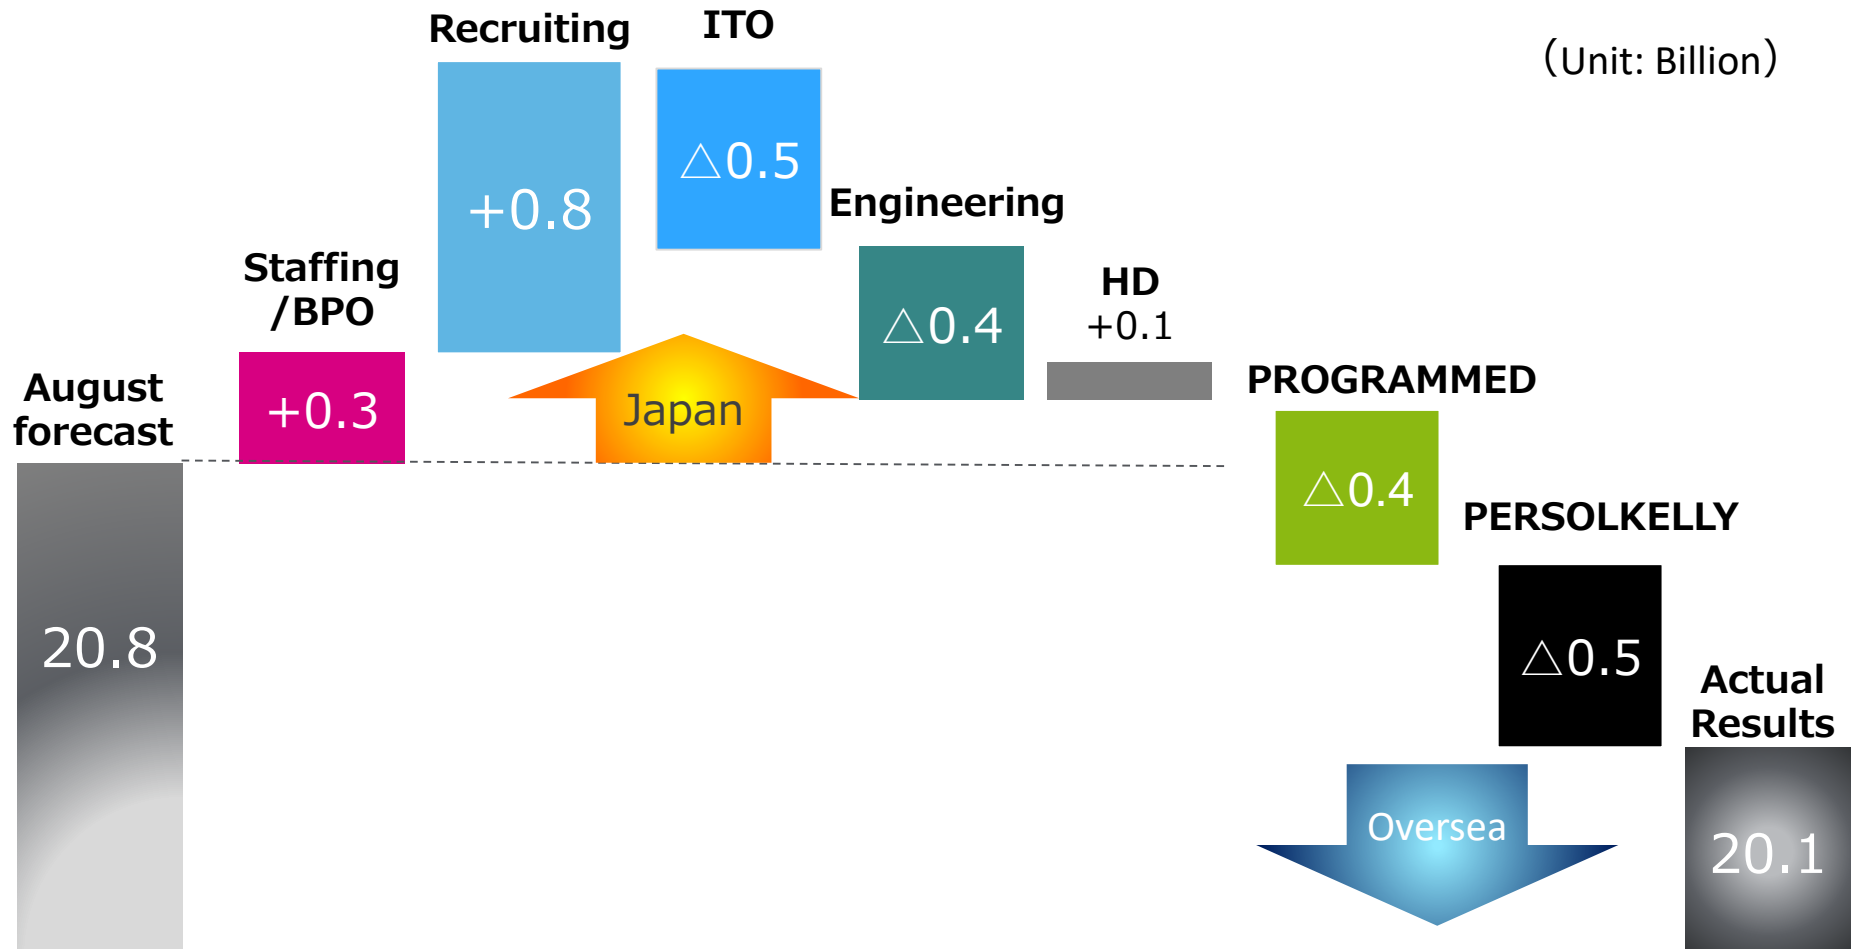 (Unit: Billion)
Recruiting
+0.8
ITO
△0.5
Engineering
△0.4
Staffing
/BPO
+0.3
HD
+0.1
August
forecast
20.8
Japan
PROGRAMMED
△0.4
PERSOLKELLY
△0.5
Oversea
Actual
Results
20.1